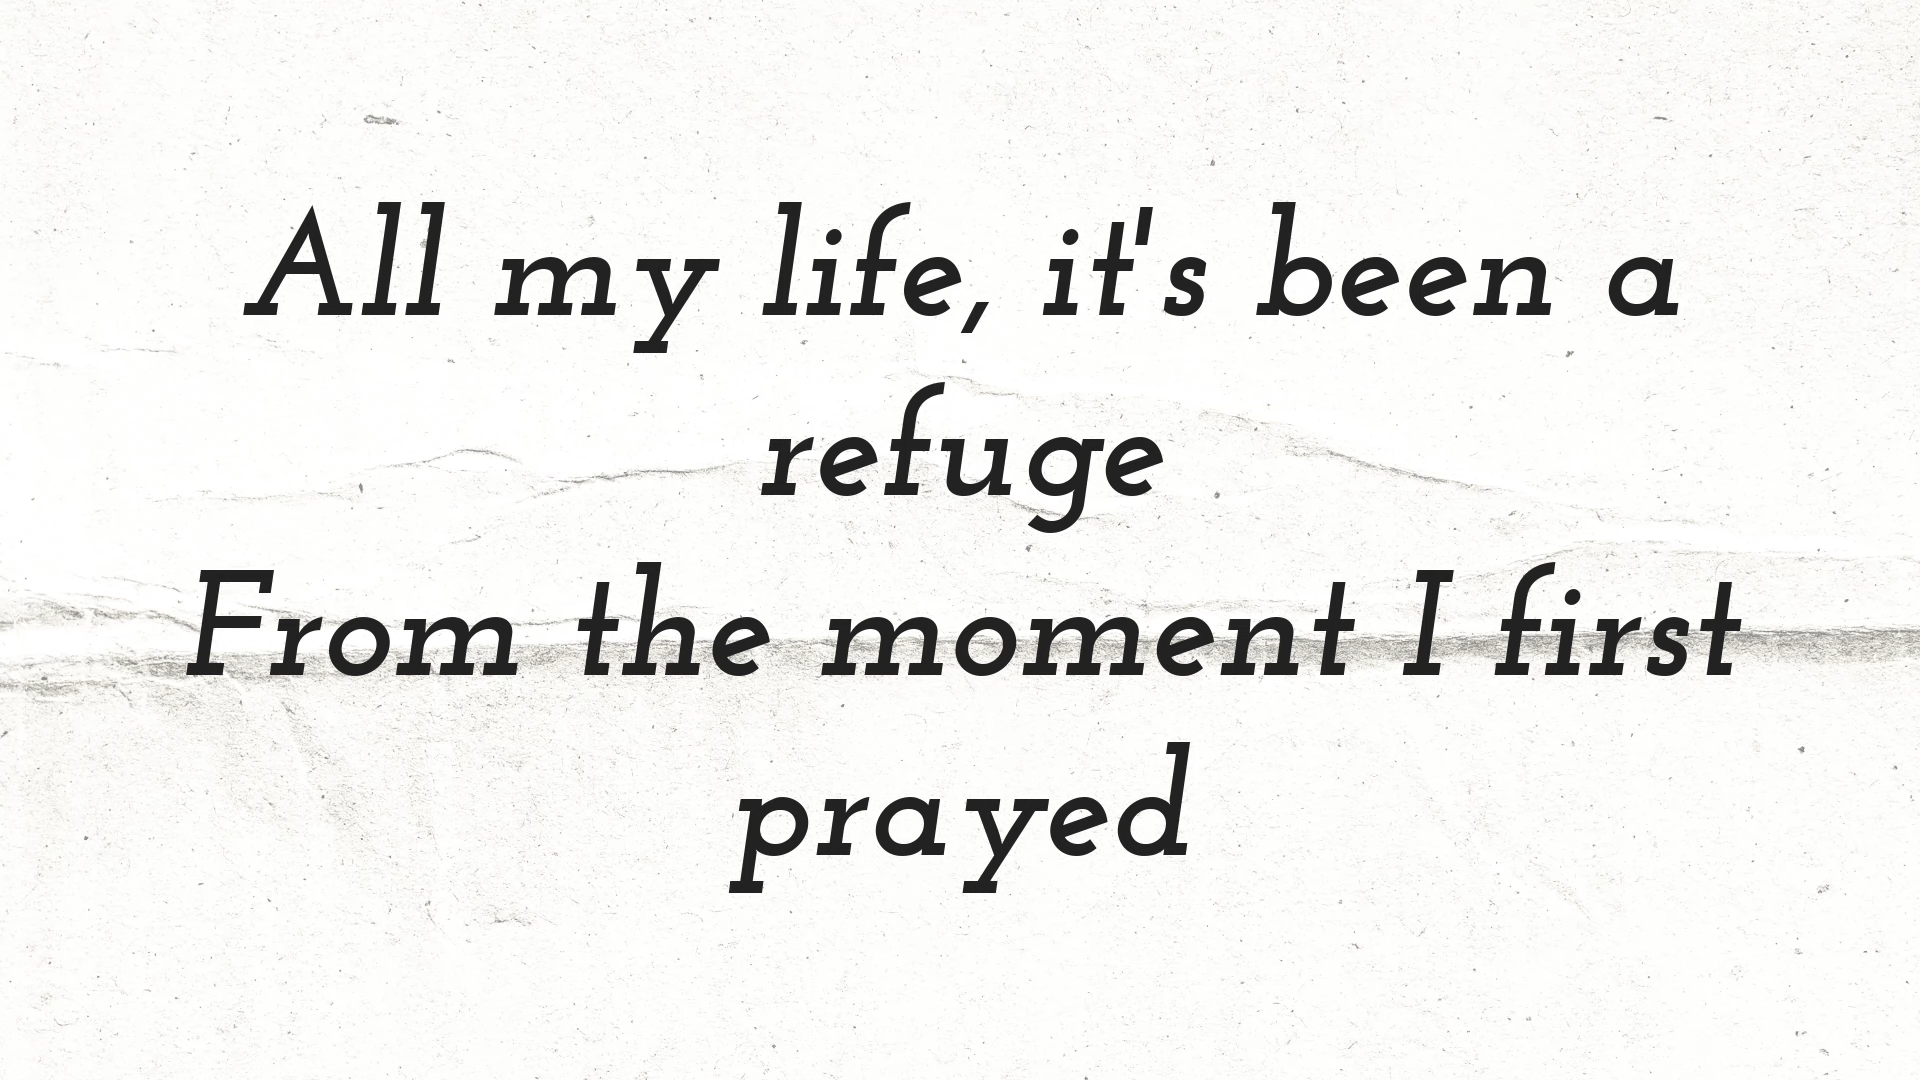 All my life, it's been a
refuge
From the moment I first
prayed